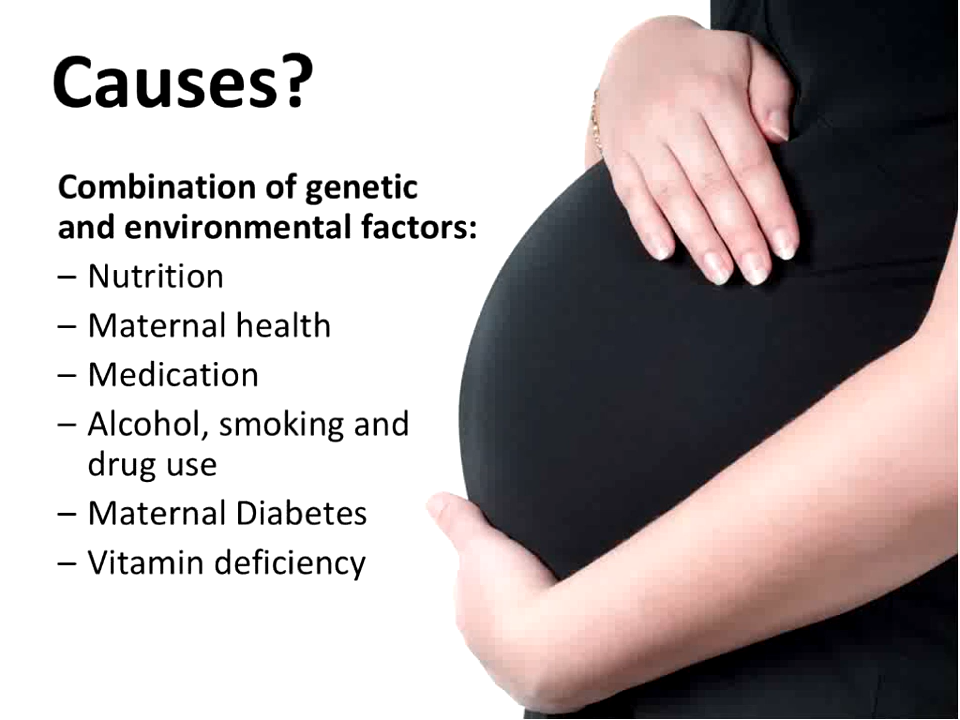 Causes?
Combination of genetic
and environmental factors:
– Nutrition
– Maternal health
– Medication
– Alcohol, smoking and
drug use
– Maternal Diabetes
– Vitamin deficiency